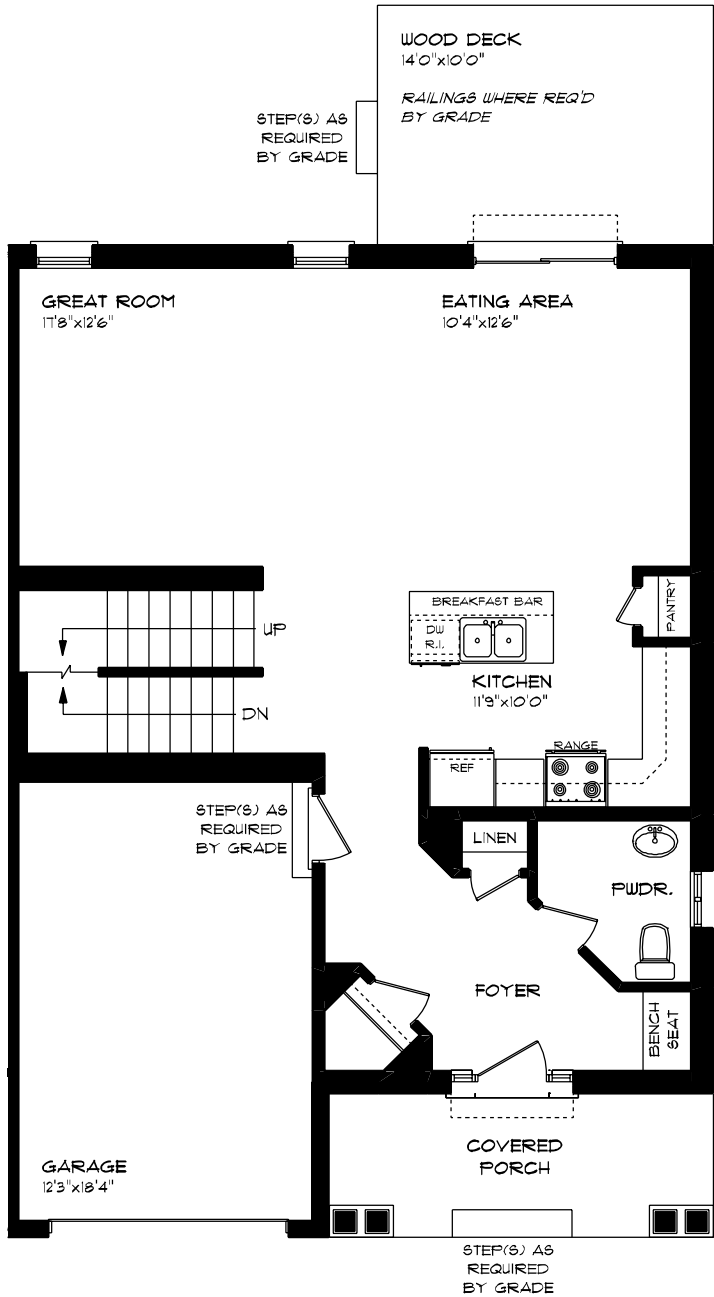 WOOD DECK
14'0"x10'0"
RAILINGS WHERE REQ'D
BY GRADE
STEP(S) AS
REQUIRED
BY GRADE
GREAT ROOM
17'8"x12'6"
EATING AREA
10'4"x12'6"
UP
DN
BREAKFAST BAR
DW
R.I.
PANTRY
KITCHEN
11'9"x10'0"
REF
RANGE
STEP(S) AS
REQUIRED
BY GRADE
LINEN
PWDR.
FOYER
BENCH
SEAT
COVERED
PORCH
GARAGE
12'3"x18'4"
STEP(S) AS
REQUIRED
BY GRADE